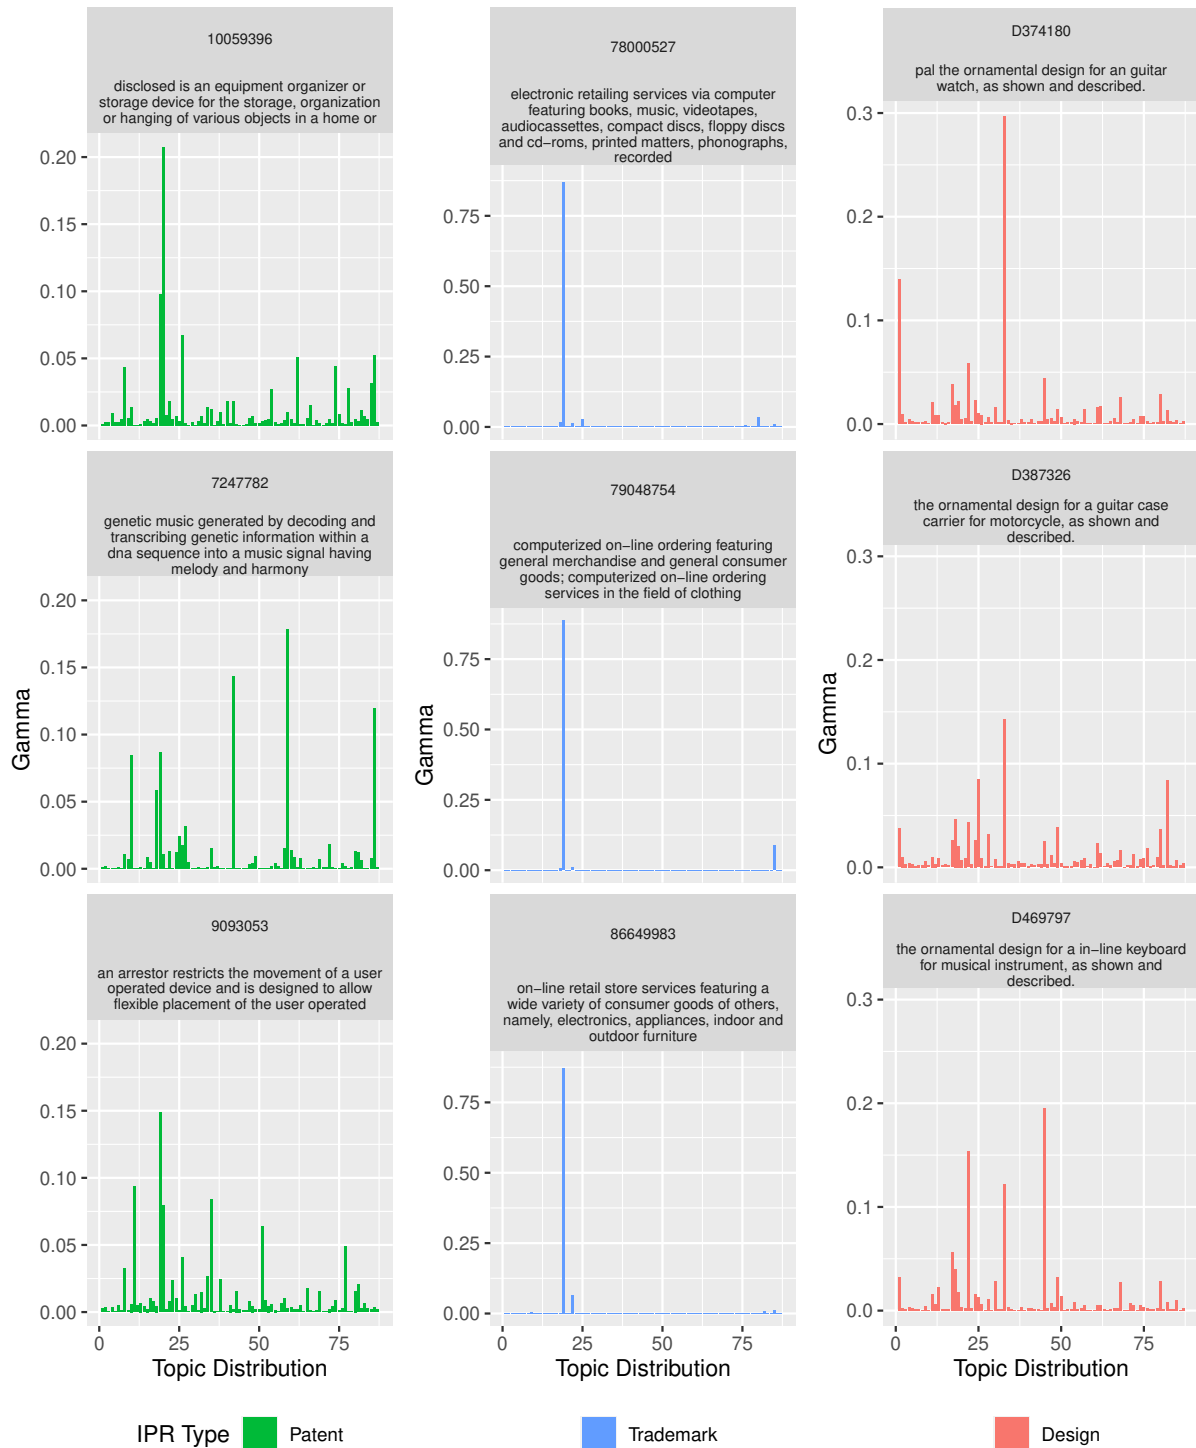 10059396
disclosed is an equipment organizer or
storage device for the storage, organization
or hanging of various objects in a home or
0.20
0.15
0.10
0.05
0.00
78000527
electronic retailing services via computer
featuring books, music, videotapes,
audiocassettes, compact discs, floppy discs
and cd−roms, printed matters, phonographs,
recorded
0.75
0.50
0.25
0.00
D374180
pal the ornamental design for an guitar
watch, as shown and described.
0.3
0.2
0.1
0.0
7247782
genetic music generated by decoding and
transcribing genetic information within a
dna sequence into a music signal having
melody and harmony
0.20
0.15
0.10
0.05
0.00
Gamma
79048754
computerized on−line ordering featuring
general merchandise and general consumer
goods; computerized on−line ordering
services in the field of clothing
0.75
0.50
0.25
0.00
Gamma
D387326
the ornamental design for a guitar case
carrier for motorcycle, as shown and
described.
0.3
0.2
0.1
0.0
Gamma
9093053
an arrestor restricts the movement of a user
operated device and is designed to allow
flexible placement of the user operated
0.20
0.15
0.10
0.05
0.00
0 25 50 75
Topic Distribution
86649983
on−line retail store services featuring a
wide variety of consumer goods of others,
namely, electronics, appliances, indoor and
outdoor furniture
0.75
0.50
0.25
0.00
0 25 50 75
Topic Distribution
D469797
the ornamental design for a in−line keyboard
for musical instrument, as shown and
described.
0.3
0.2
0.1
0.0
0 25 50 75
Topic Distribution
IPR Type Patent Trademark Design